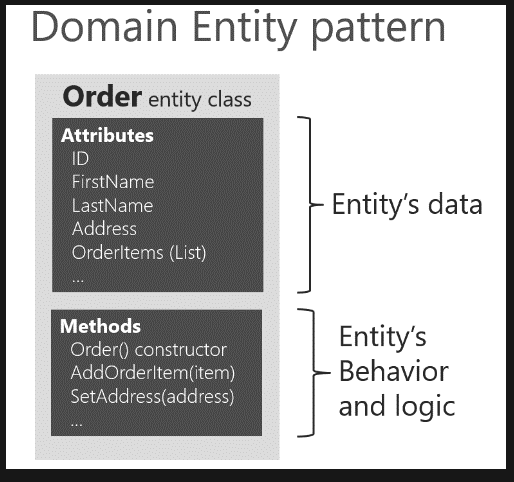 Domain Entity pattern
Order entity class
Attributes
ID
FirstName
LastName
Address
OrderItems (List)
...
Entity's data
Methods
Order() constructor
AddOrderItem(item)
SetAddress(address)
...
Entity's
Behavior
and logic